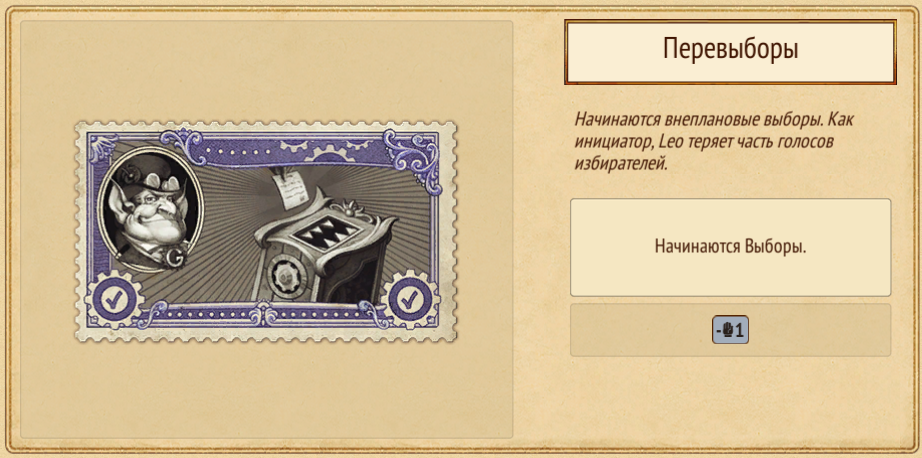 Перевыборы
Начинаются внеплановые выборы. Как
инициатор, Leo теряет часть голосов
избирателей.
Начинаются Выборы.
-1
G